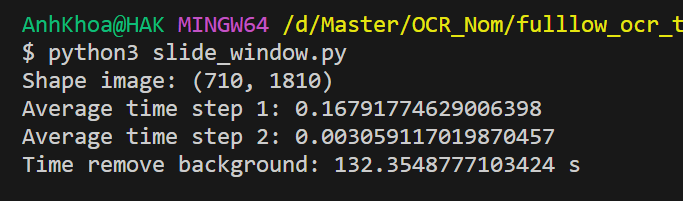 AnhKhoa@HAK MINGW64 /d/Master/OCR_Nom/fulllow_ocr_t
$ python3 slide_window.py
Shape image: (710, 1810)
Average time step 1: 0.16791774629006398
Average time step 2: 0.003059117019870457
Time remove background: 132.3548777103424 s